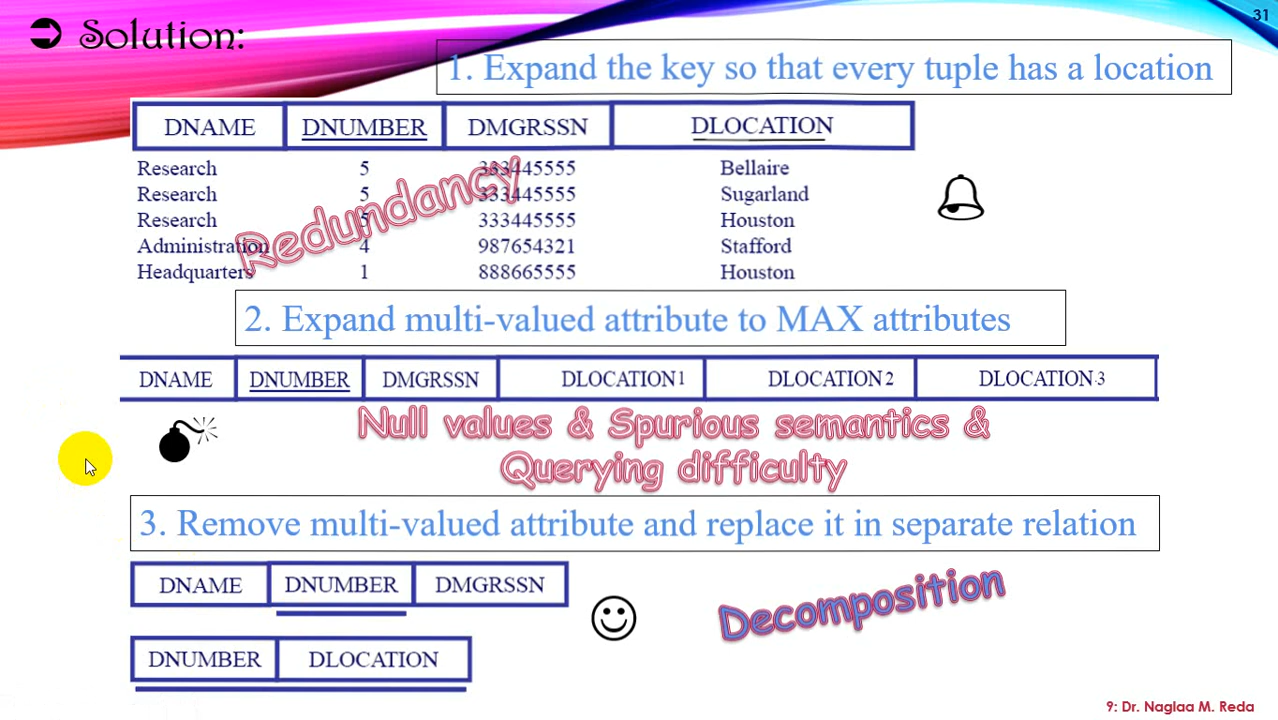 31
➲ Solution:
1. Expand the key so that every tuple has a location
DNAME DNUMBER DMGRSSN DLOCATION
Research 5 333445555 Bellaire
Research 5 333445555 Sugarland
Research 5 333445555 Houston
Administration 4 987654321 Stafford
Headquarters 1 888665555 Houston
Redundancy
2. Expand multi-valued attribute to MAX attributes
DNAME DNUMBER DMGRSSN DLOCATION1 DLOCATION2 DLOCATION3
Null values & Spurious semantics &
Querying difficulty
3. Remove multi-valued attribute and replace it in separate relation
DNAME DNUMBER DMGRSSN
Decomposition
DNUMBER DLOCATION
9: Dr. Naglaa M. Reda